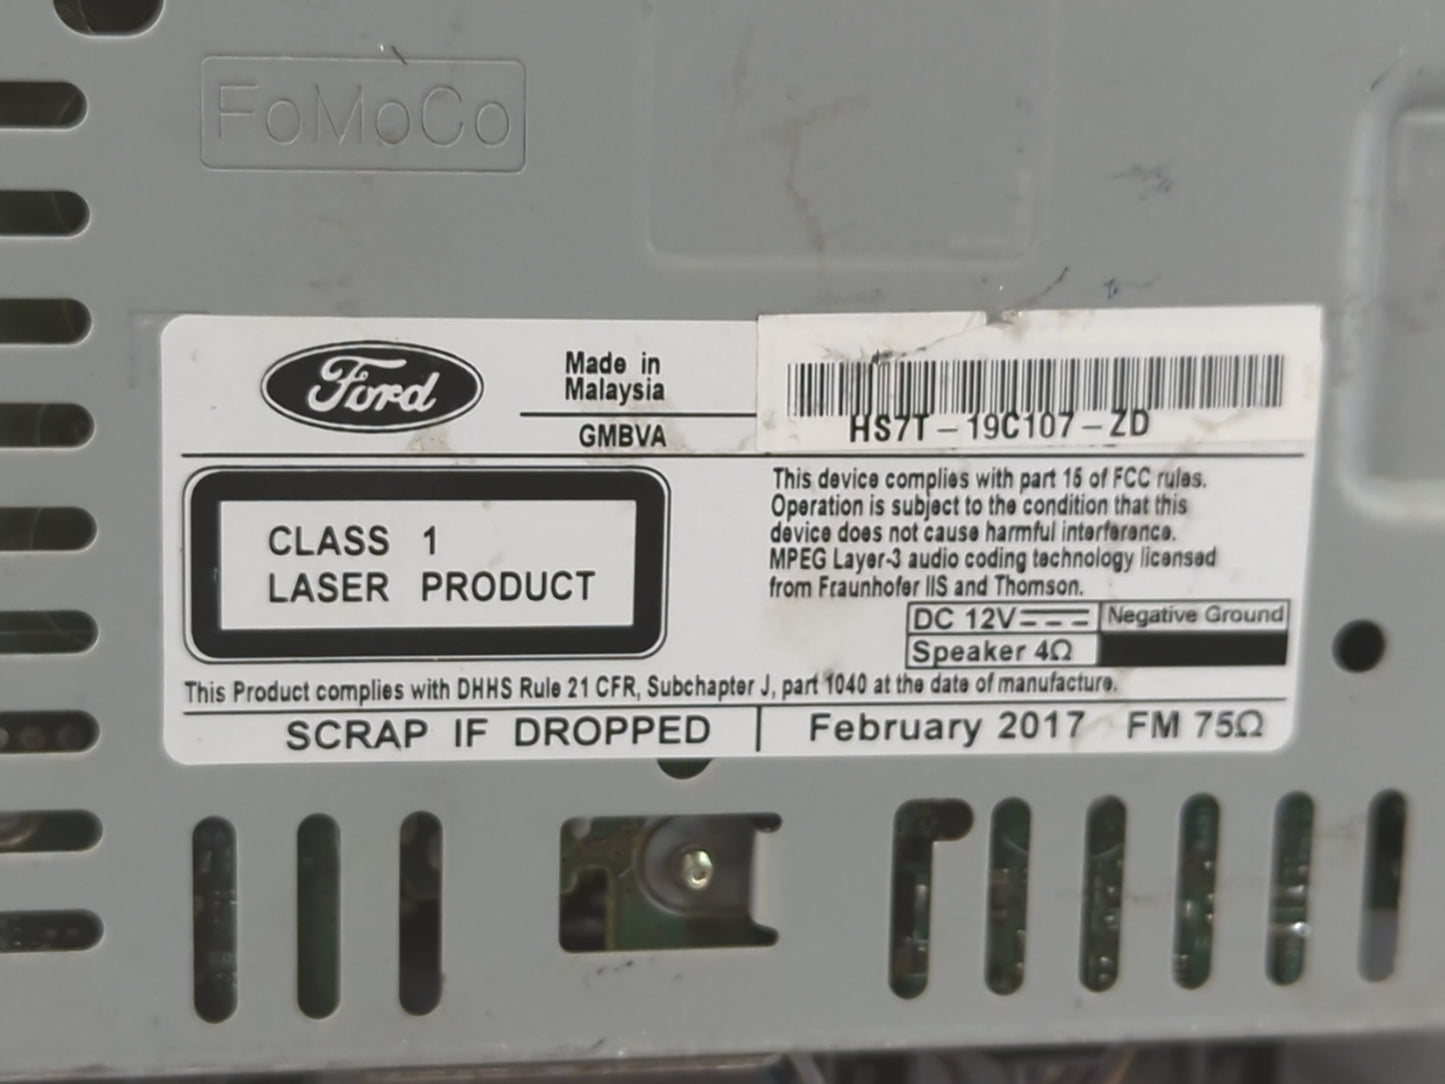 FoMoCo
Ford
Made in
Malaysia
GMBVA
HS7T-19C107-ZD
CLASS 1
LASER PRODUCT
This device complies with part 15 of FCC rules.
Operation is subject to the condition that this
device does not cause harmful interference.
MPEG Layer-3 audio coding technology licensed
from Fraunhofer IIS and Thomson.
DC 12V Negative Ground
Speaker 4Ω
This Product complies with DHHS Rule 21 CFR, Subchapter J, part 1040 at the date of manufacture.
SCRAP IF DROPPED | February 2017 FM 75Ω